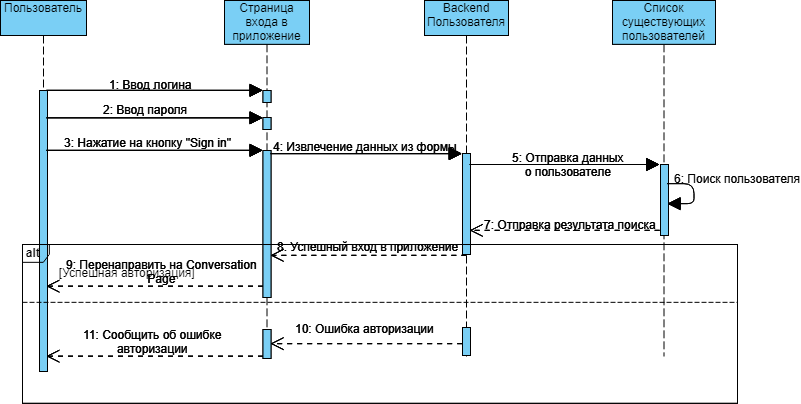 Пользователь
Страница
входа в
приложение
Backend
Пользователя
Список
существующих
пользователей
1: Ввод логина
2: Ввод пароля
3: Нажатие на кнопку "Sign in"
4: Извлечение данных из формы
5: Отправка данных
о пользователе
6: Поиск пользователя
7: Отправка результата поиска
8: Успешный вход в приложение
alt
9: Перенаправить на Conversation
Page
[Успешная авторизация]
10: Ошибка авторизации
11: Сообщить об ошибке
авторизации